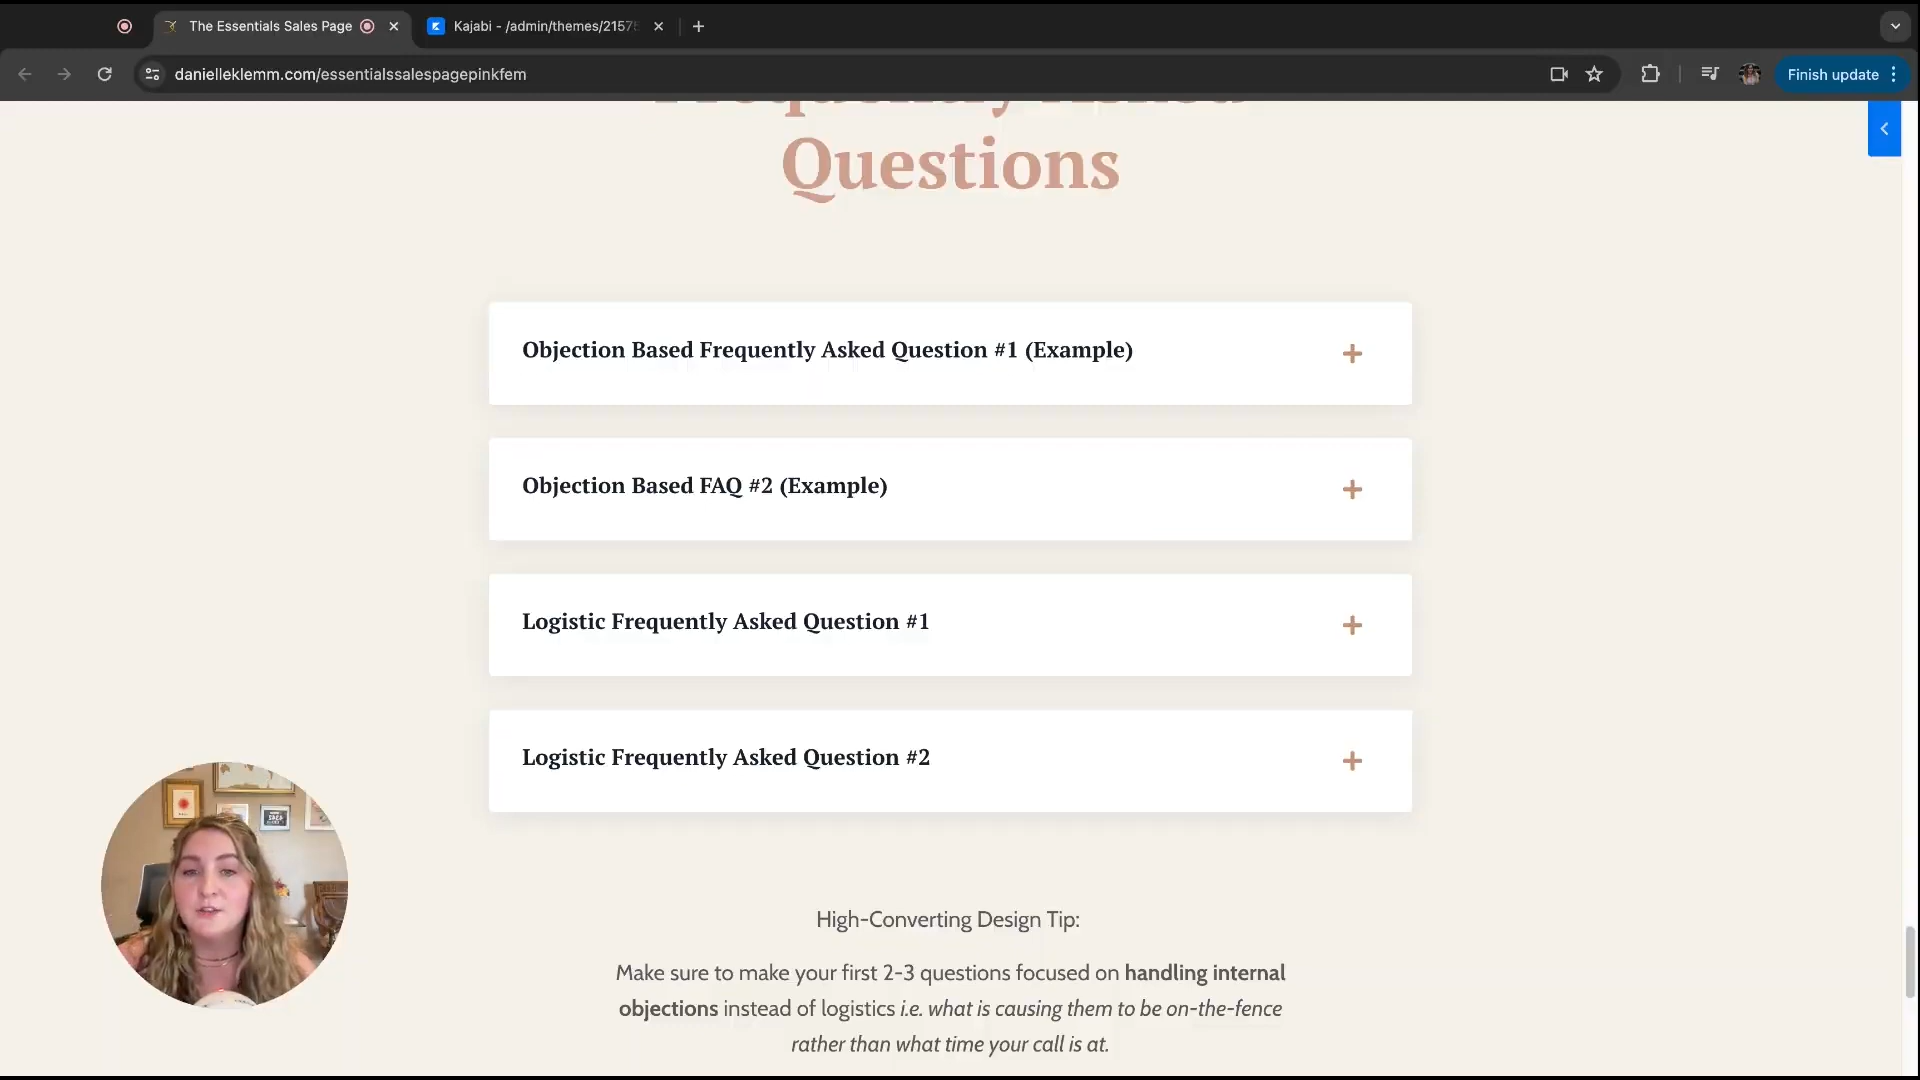 The Essentials Sales Page
Kajabi - /admin/themes/2157
danielleklemm.com/essentialssalespagepinkfem
Finish update
Frequently Asked
Questions
Objection Based Frequently Asked Question #1 (Example)
Objection Based FAQ #2 (Example)
Logistic Frequently Asked Question #1
Logistic Frequently Asked Question #2
High-Converting Design Tip:
Make sure to make your first 2-3 questions focused on handling internal
objections instead of logistics i.e. what is causing them to be on-the-fence
rather than what time your call is at.